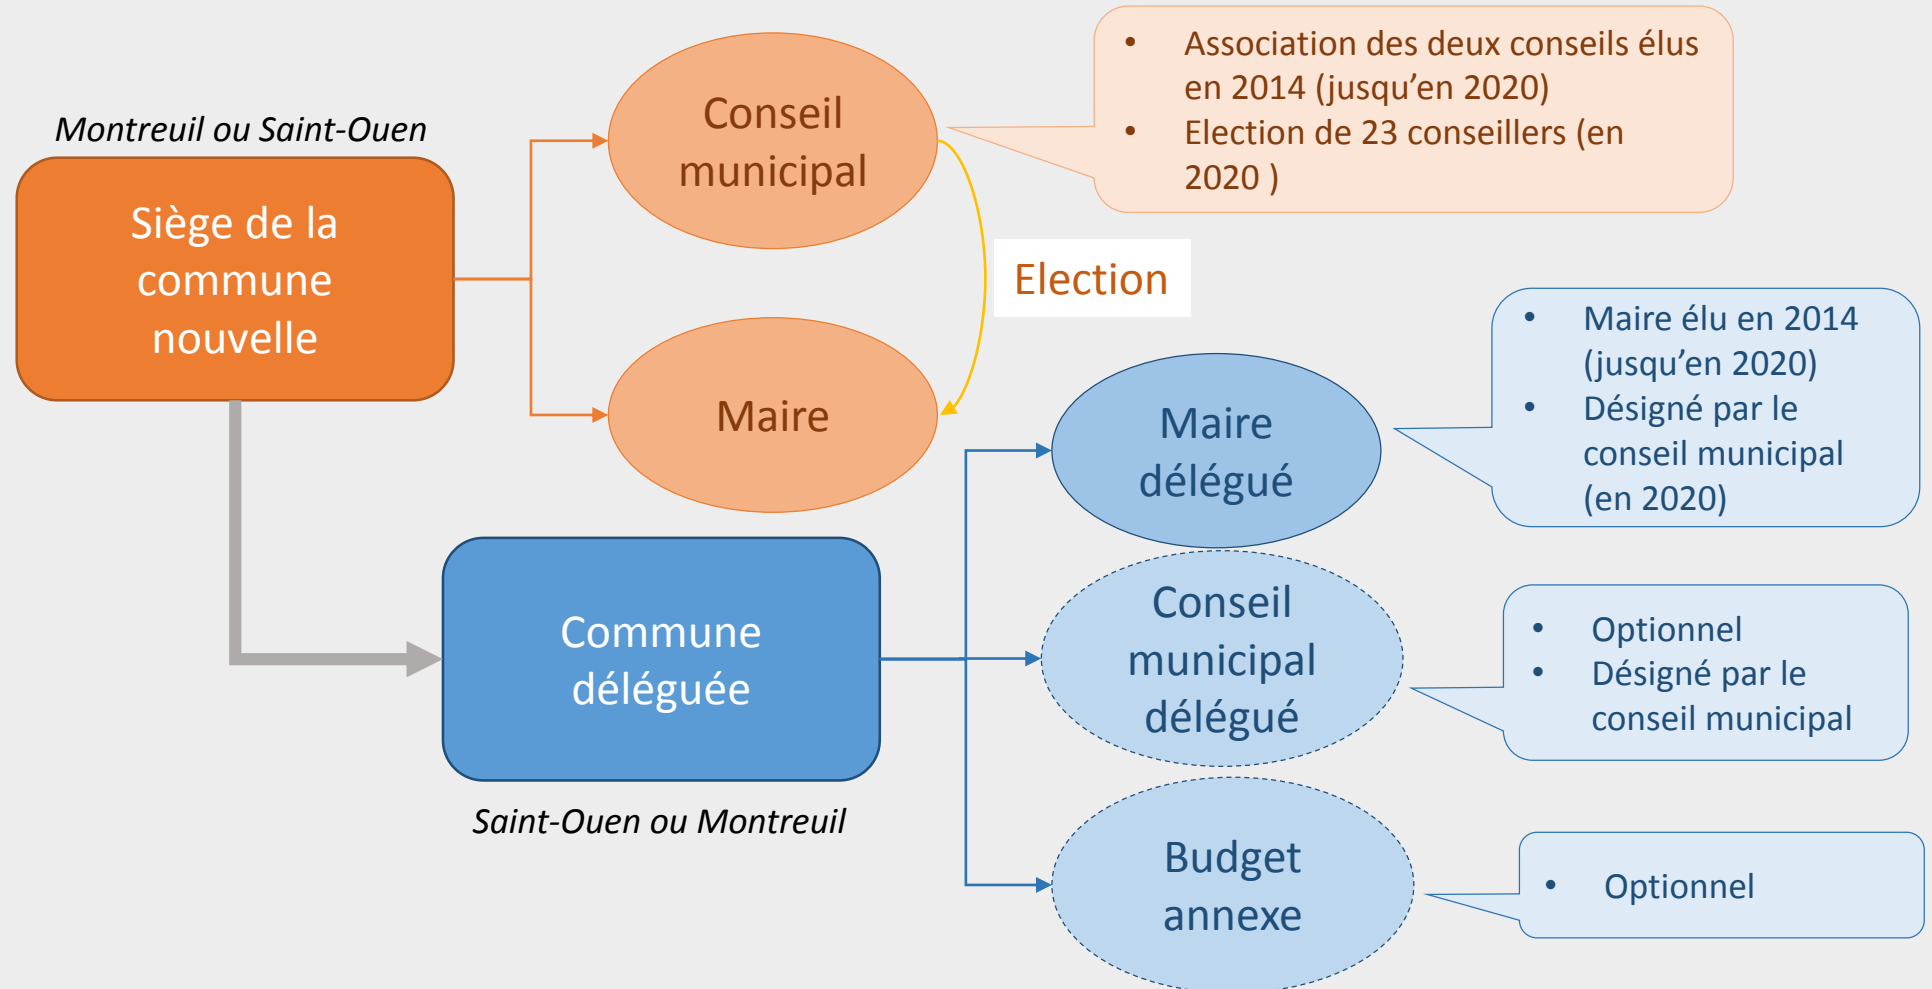 Montreuil ou Saint-Ouen
Siège de la
commune
nouvelle
Conseil
municipal
• Association des deux conseils élus
en 2014 (jusqu’en 2020)
• Election de 23 conseillers (en
2020 )
Election
Maire
Maire
délégué
• Maire élu en 2014
(jusqu’en 2020)
• Désigné par le
conseil municipal
(en 2020)
Commune
déléguée
Saint-Ouen ou Montreuil
Conseil
municipal
délégué
• Optionnel
• Désigné par le
conseil municipal
Budget
annexe
• Optionnel